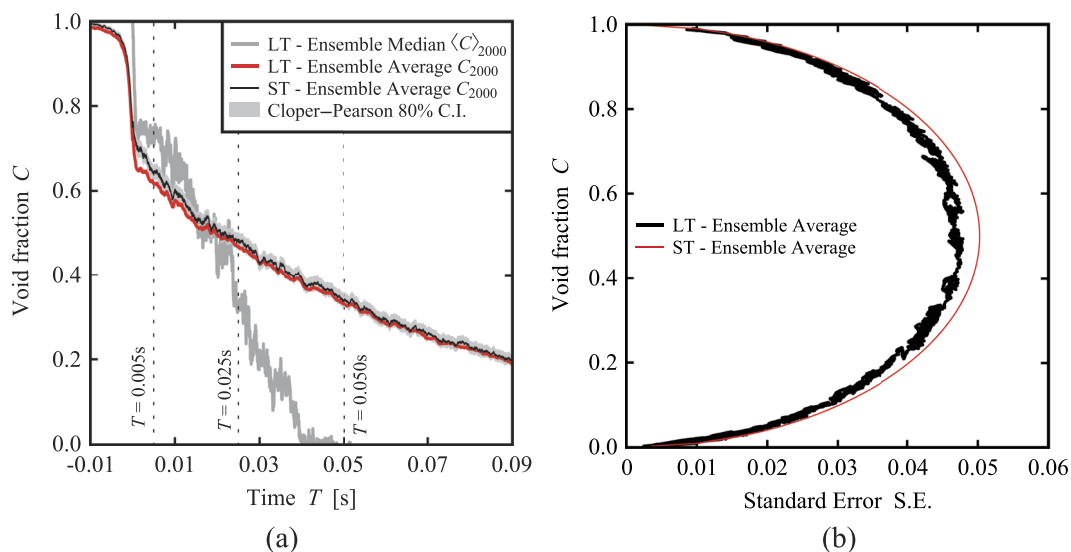 LT - Ensemble Median ⟨C⟩2000
LT - Ensemble Average C2000
ST - Ensemble Average C2000
Cloper–Pearson 80% C.I.
Void fraction C
1.0
0.8
0.6
0.4
0.2
0.0
T = 0.005s
T = 0.025s
T = 0.050s
-0.01 0.01 0.03 0.05 0.07 0.09
Time T [s]
(a)
LT - Ensemble Average
ST - Ensemble Average
Void fraction C
1.0
0.8
0.6
0.4
0.2
0.0
0 0.01 0.02 0.03 0.04 0.05 0.06
Standard Error S.E.
(b)